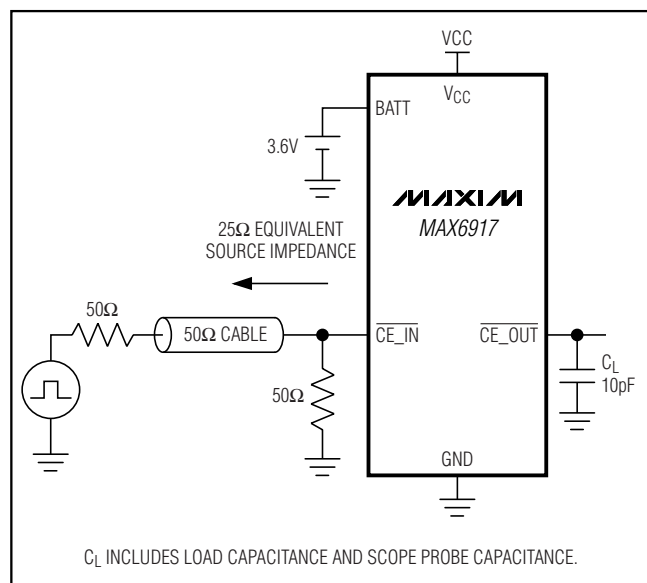 VCC
VCC
BATT
3.6V
MAXIM
MAX6917
25Ω EQUIVALENT
SOURCE IMPEDANCE
50Ω
50Ω CABLE
CE_IN
CE_OUT
CL
10pF
50Ω
GND
CL INCLUDES LOAD CAPACITANCE AND SCOPE PROBE CAPACITANCE.